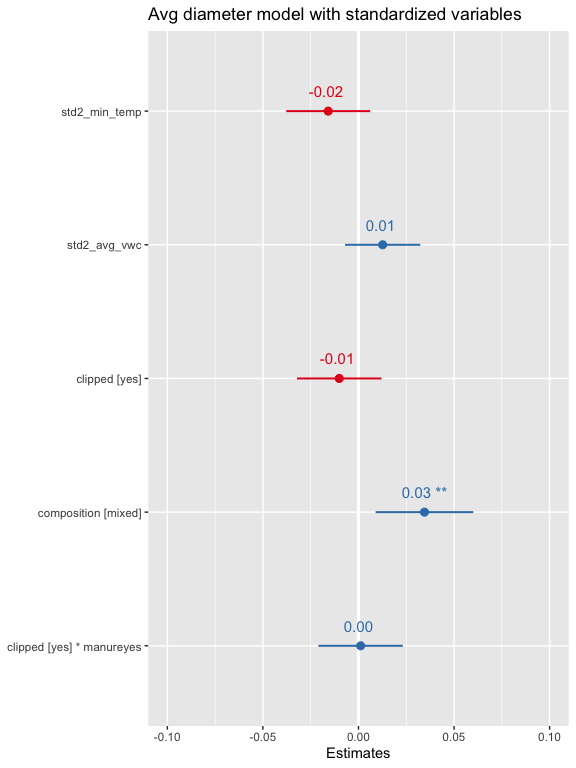 Avg diameter model with standardized variables
-0.02
std2_min_temp
0.01
std2_avg_vwc
-0.01
clipped [yes]
0.03 **
composition [mixed]
0.00
clipped [yes] * manureyes
-0.10 -0.05 0.00 0.05 0.10
Estimates